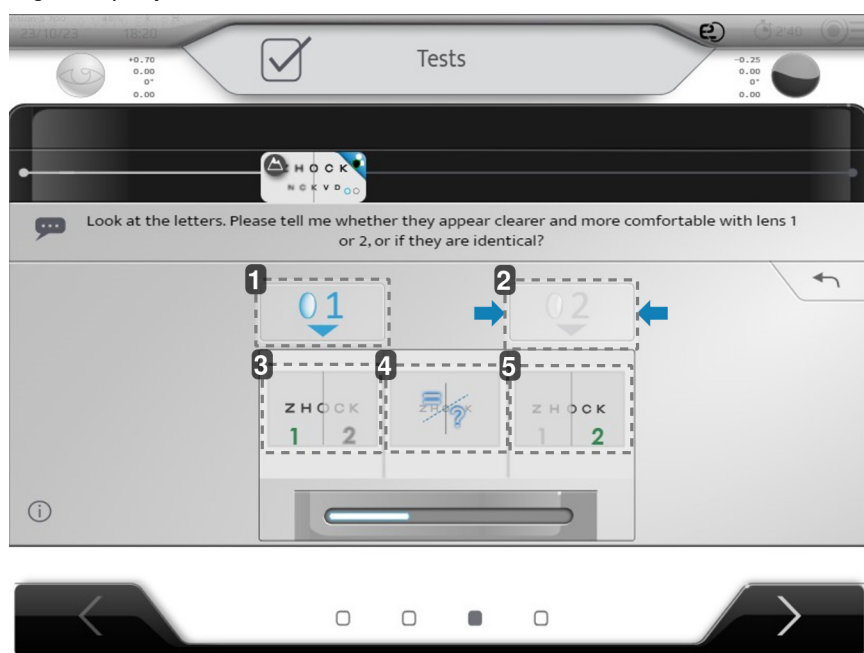 23/10/23 18:20
Tests
2'40
+0.70
0.00
0°
0.00
-0.25
0.00
0°
0.00
HOCK
NCKVD
Look at the letters. Please tell me whether they appear clearer and more comfortable with lens 1
or 2, or if they are identical?
1
2
01
02
3
4
5
ZHOCK
1 2
ZHOCK
?
ZHOCK
1 2